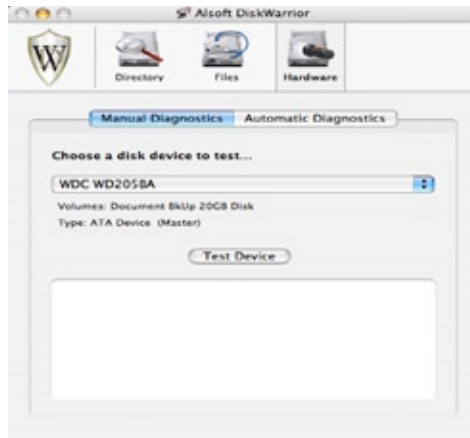 Alsoft DiskWarrior
W
Directory Files Hardware
Manual Diagnostics Automatic Diagnostics
Choose a disk device to test...
WDC WD205BA
Volumes: Document BkUp 20GB Disk
Type: ATA Device (Master)
Test Device